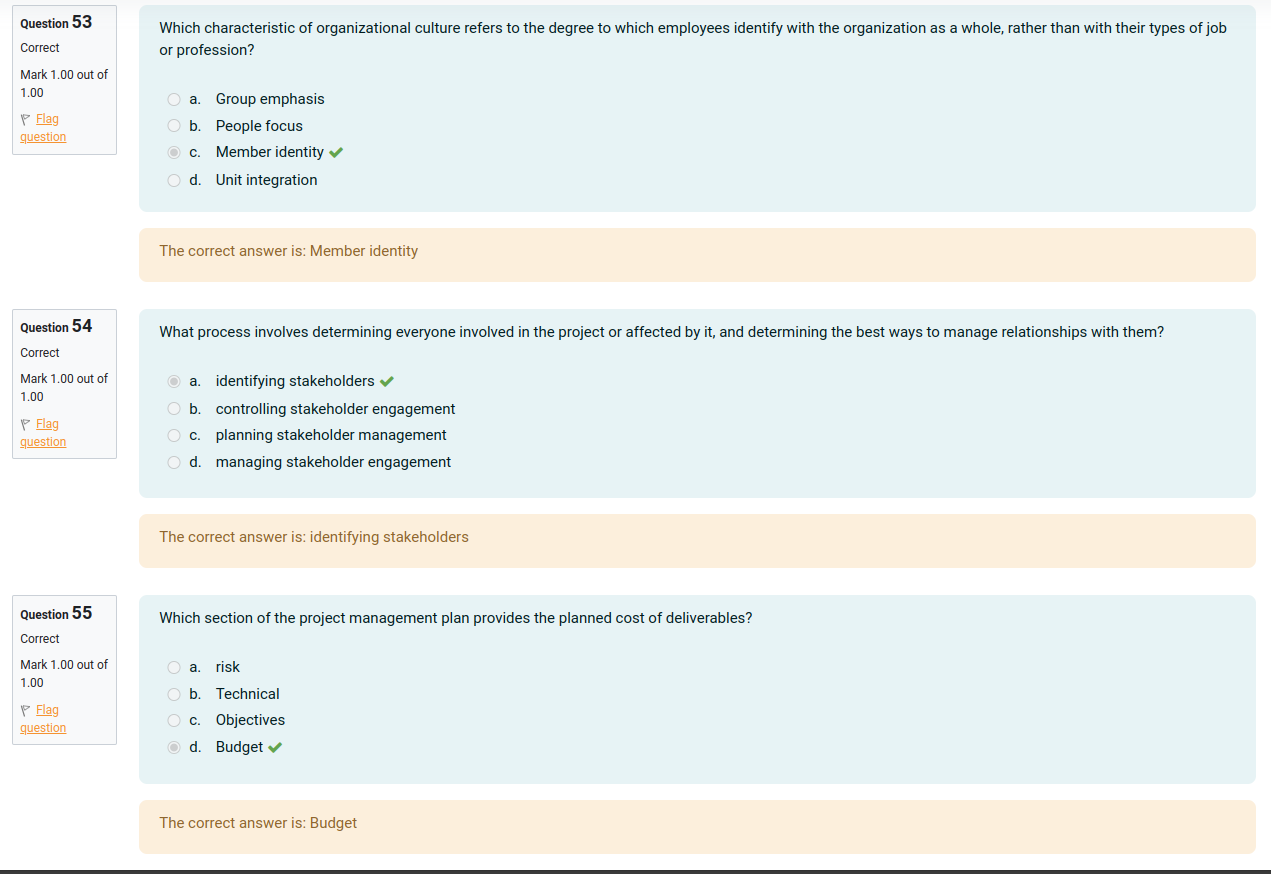 Question 53
Correct
Mark 1.00 out of
1.00
Flag
question
Which characteristic of organizational culture refers to the degree to which employees identify with the organization as a whole, rather than with their types of job
or profession?
a. Group emphasis
b. People focus
c. Member identity
d. Unit integration
The correct answer is: Member identity
Question 54
Correct
Mark 1.00 out of
1.00
Flag
question
What process involves determining everyone involved in the project or affected by it, and determining the best ways to manage relationships with them?
a. identifying stakeholders
b. controlling stakeholder engagement
c. planning stakeholder management
d. managing stakeholder engagement
The correct answer is: identifying stakeholders
Question 55
Correct
Mark 1.00 out of
1.00
Flag
question
Which section of the project management plan provides the planned cost of deliverables?
a. risk
b. Technical
c. Objectives
d. Budget
The correct answer is: Budget